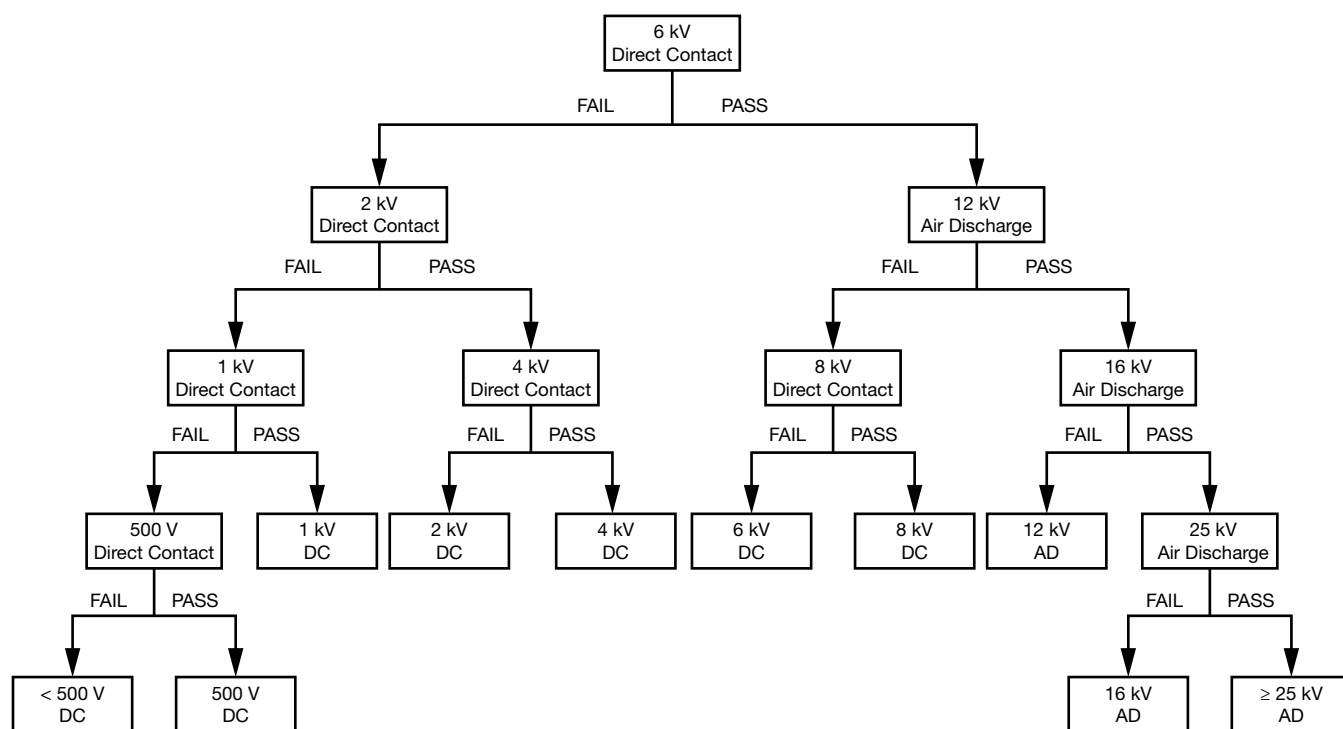 6 kV
Direct Contact
FAIL
PASS
2 kV
Direct Contact
12 kV
Air Discharge
FAIL
PASS
FAIL
PASS
1 kV
Direct Contact
4 kV
Direct Contact
8 kV
Direct Contact
16 kV
Air Discharge
FAIL
PASS
FAIL
PASS
FAIL
PASS
FAIL
PASS
500 V
Direct Contact
1 kV
DC
2 kV
DC
4 kV
DC
6 kV
DC
8 kV
DC
12 kV
AD
25 kV
Air Discharge
FAIL
PASS
FAIL
PASS
< 500 V
DC
500 V
DC
16 kV
AD
≥ 25 kV
AD